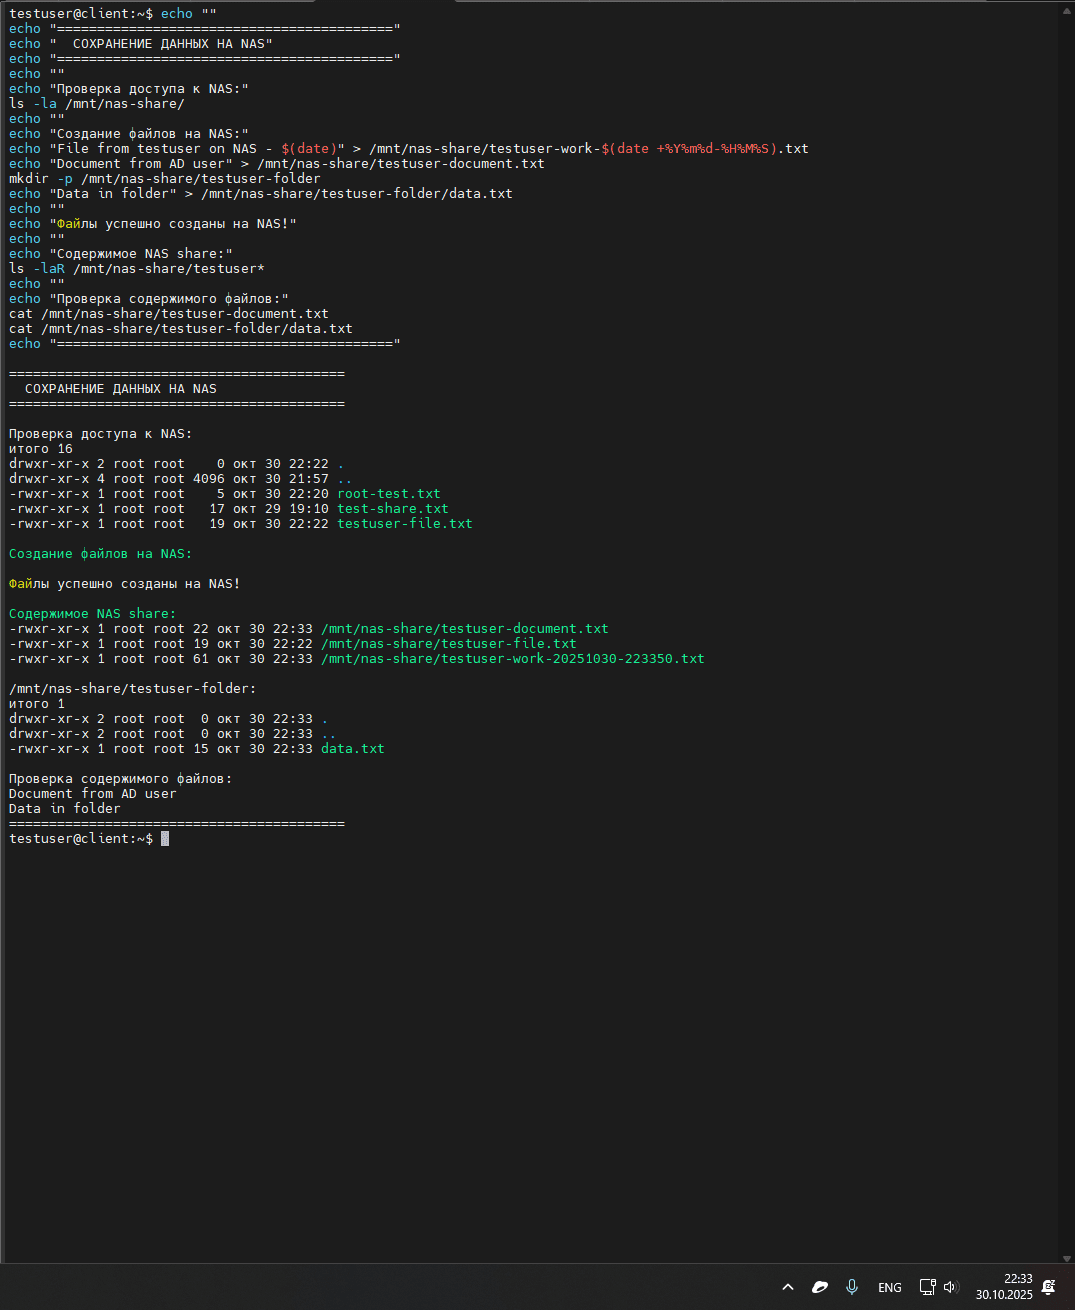 testuser@client:~$ echo ""
echo "=========================================="
echo "  СОХРАНЕНИЕ ДАННЫХ НА NAS"
echo "=========================================="
echo ""
echo "Проверка доступа к NAS:"
ls -la /mnt/nas-share/
echo ""
echo "Создание файлов на NAS:"
echo "File from testuser on NAS - $(date)" > /mnt/nas-share/testuser-work-$(date +%Y%m%d-%H%M%S).txt
echo "Document from AD user" > /mnt/nas-share/testuser-document.txt
mkdir -p /mnt/nas-share/testuser-folder
echo "Data in folder" > /mnt/nas-share/testuser-folder/data.txt
echo ""
echo "Файлы успешно созданы на NAS!"
echo ""
echo "Содержимое NAS share:"
ls -laR /mnt/nas-share/testuser*
echo ""
echo "Проверка содержимого файлов:"
cat /mnt/nas-share/testuser-document.txt
cat /mnt/nas-share/testuser-folder/data.txt
echo "=========================================="

==========================================
  СОХРАНЕНИЕ ДАННЫХ НА NAS
==========================================

Проверка доступа к NAS:
итого 16
drwxr-xr-x 2 root root    0 окт 30 22:22 .
drwxr-xr-x 4 root root 4096 окт 30 21:57 ..
-rwxr-xr-x 1 root root    5 окт 30 22:20 root-test.txt
-rwxr-xr-x 1 root root   17 окт 29 19:10 test-share.txt
-rwxr-xr-x 1 root root   19 окт 30 22:22 testuser-file.txt

Создание файлов на NAS:

Файлы успешно созданы на NAS!

Содержимое NAS share:
-rwxr-xr-x 1 root root 22 окт 30 22:33 /mnt/nas-share/testuser-document.txt
-rwxr-xr-x 1 root root 19 окт 30 22:22 /mnt/nas-share/testuser-file.txt
-rwxr-xr-x 1 root root 61 окт 30 22:33 /mnt/nas-share/testuser-work-20251030-223350.txt

/mnt/nas-share/testuser-folder:
итого 1
drwxr-xr-x 2 root root  0 окт 30 22:33 .
drwxr-xr-x 2 root root  0 окт 30 22:33 ..
-rwxr-xr-x 1 root root 15 окт 30 22:33 data.txt

Проверка содержимого файлов:
Document from AD user
Data in folder
==========================================
testuser@client:~$
ENG
22:33
30.10.2025